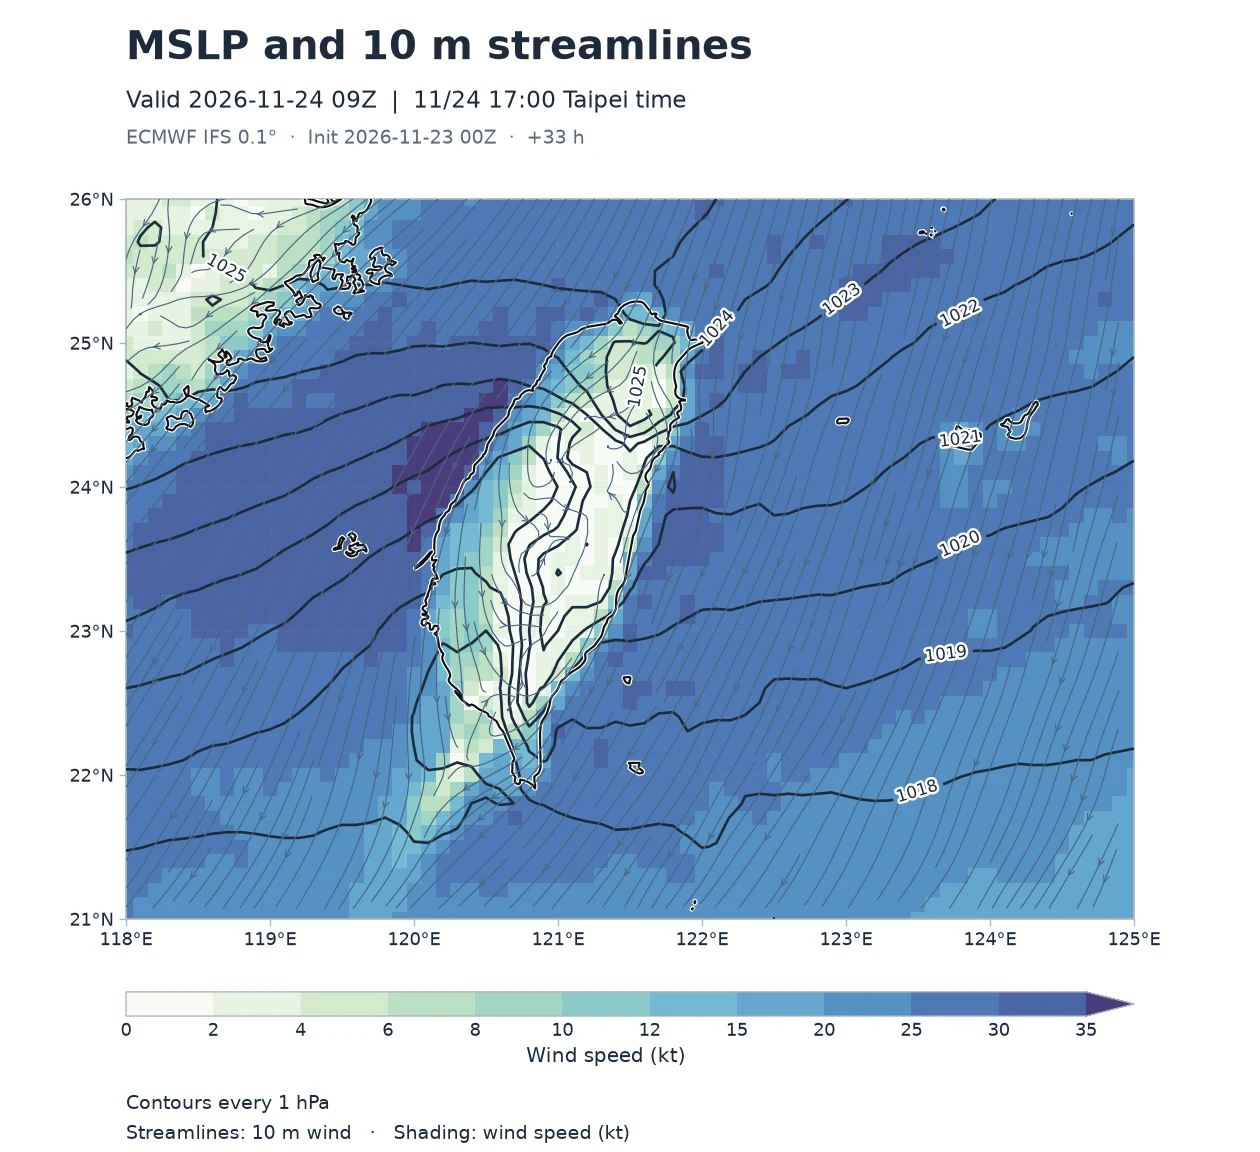 MSLP and 10 m streamlines
Valid 2026-11-24 09Z | 11/24 17:00 Taipei time
ECMWF IFS 0.1° · Init 2026-11-23 00Z · +33 h
26°N
25°N
24°N
23°N
22°N
21°N
1025
1023
1022
1024
1025
1021
1020
1019
1018
118°E 119°E 120°E 121°E 122°E 123°E 124°E 125°E
0 2 4 6 8 10 12 15 20 25 30 35
Wind speed (kt)
Contours every 1 hPa
Streamlines: 10 m wind · Shading: wind speed (kt)